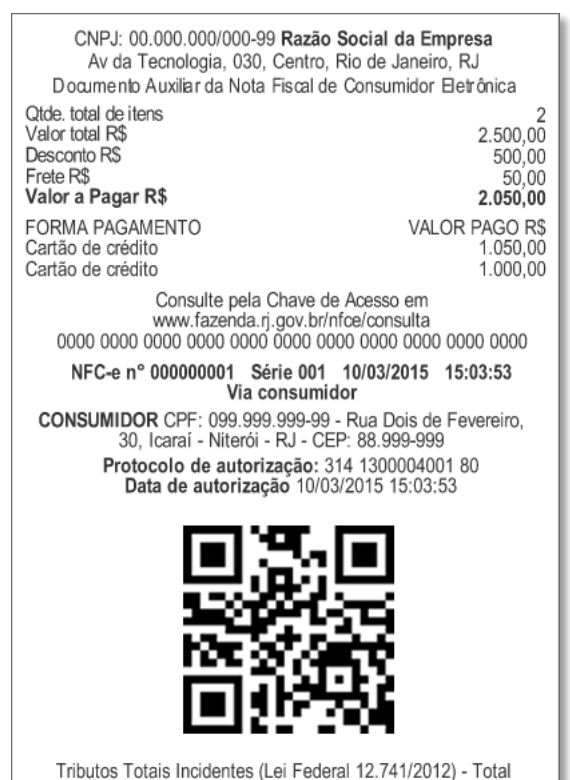 CNPJ: 00.000.000/000-99 Razão Social da Empresa
Av da Tecnologia, 030, Centro, Rio de Janeiro, RJ
Documento Auxiliar da Nota Fiscal de Consumidor Eletrônica
Qtde. total de itens 2
Valor total R$ 2.500,00
Desconto R$ 500,00
Frete R$ 50,00
Valor a Pagar R$ 2.050,00
FORMA PAGAMENTO VALOR PAGO R$
Cartão de crédito 1.050,00
Cartão de crédito 1.000,00
Consulte pela Chave de Acesso em
www.fazenda.rj.gov.br/nfce/consulta
0000 0000 0000 0000 0000 0000 0000 0000 0000 0000 0000
NFC-e n° 000000001 Série 001 10/03/2015 15:03:53
Via consumidor
CONSUMIDOR CPF: 099.999.999-99 - Rua Dois de Fevereiro,
30, Icaraí - Niterói - RJ - CEP: 88.999-999
Protocolo de autorização: 314 1300004001 80
Data de autorização 10/03/2015 15:03:53
Tributos Totais Incidentes (Lei Federal 12.741/2012) - Total